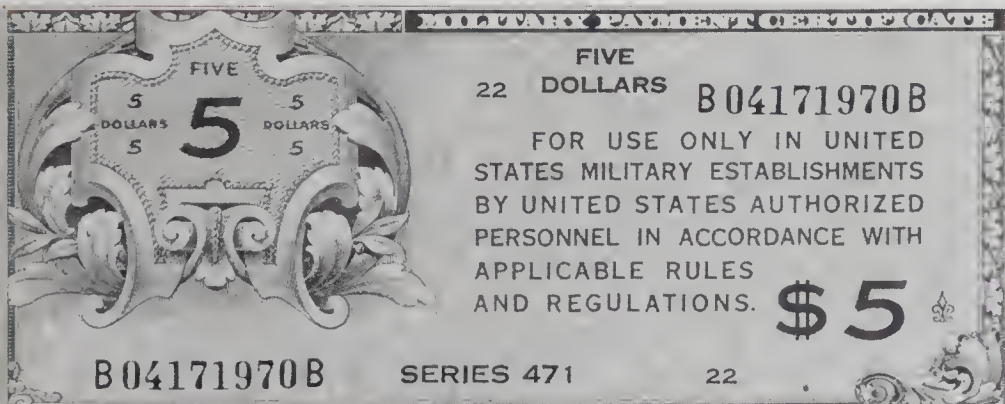 MILITARY PAYMENT CERTIFICATE
FIVE
5 5
DOLLARS 5 DOLLARS
5 5
FIVE
DOLLARS
22
B04171970B
FOR USE ONLY IN UNITED
STATES MILITARY ESTABLISHMENTS
BY UNITED STATES AUTHORIZED
PERSONNEL IN ACCORDANCE WITH
APPLICABLE RULES
AND REGULATIONS.
$5
B04171970B
SERIES 471
22